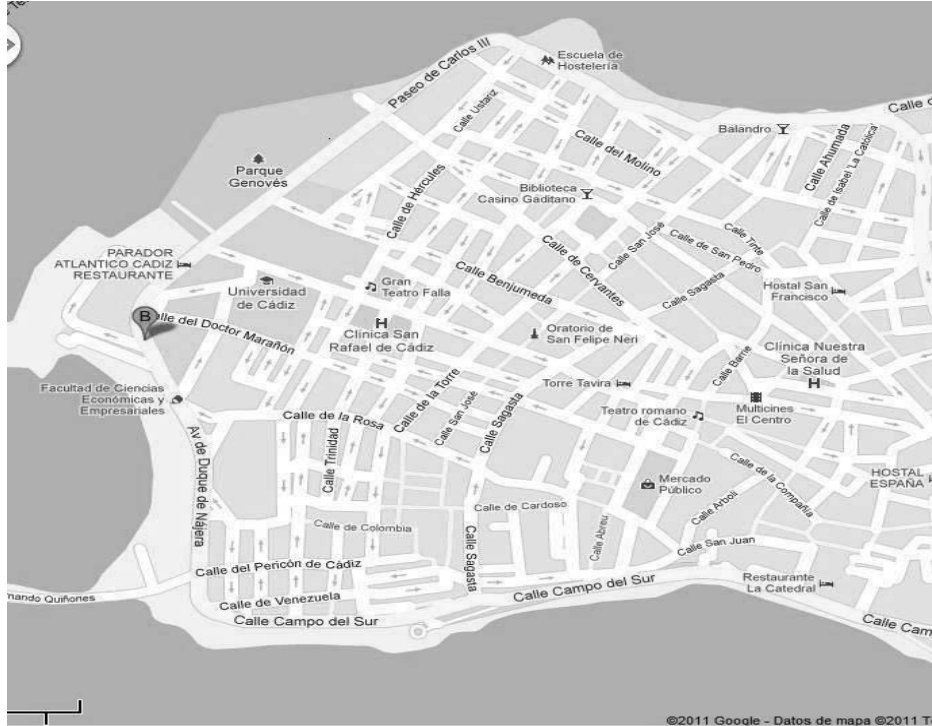 Paseo de Carlos III
Escuela de
Hostelería
Calle Ustariz
Calle del Molino
Balandro
Calle Ahumada
Calle de Isabel 'La Católica'
Parque
Genovés
Calle de Hércules
Biblioteca
Casino Gaditano
Calle San José
Calle Tinte
Calle de San Pedro
PARADOR
ATLANTICO CADIZ
RESTAURANTE
Universidad
de Cádiz
Gran
Teatro Falla
Calle Benjumeda
Calle de Cervantes
Calle Sagasta
Hostal San
Francisco
B
alle del Doctor Marañón
Clínica San
Rafael de Cádiz
Oratorio de
San Felipe Neri
Clínica Nuestra
Señora de
la Salud
Calle Barrie
Facultad de Ciencias
Económicas y
Empresariales
Torre Tavira
Calle de la Torre
Calle San José
Calle Sagasta
Teatro romano
de Cádiz
Multicines
El Centro
Calle de la Rosa
Calle Trinidad
Av de Duque de Nájera
Mercado
Público
Calle de la Compañía
HOSTAL
ESPAÑA
Calle de Cardoso
Calle Abreu
Calle Arboli
Calle de Colombia
Calle Sagasta
Calle San Juan
Calle del Pericón de Cádiz
Calle Campo del Sur
Restaurante
La Catedral
rnando Quiñones
Calle de Venezuela
Calle Campo del Sur
Calle Cam
©2011 Google - Datos de mapa ©2011 T